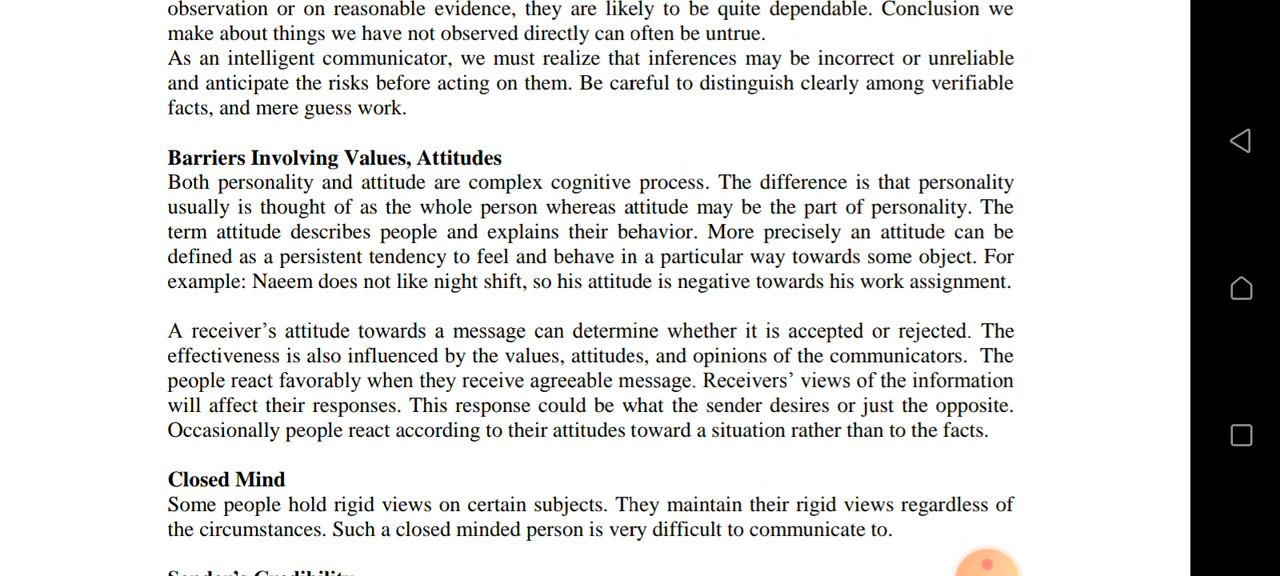 observation or on reasonable evidence, they are likely to be quite dependable. Conclusion we
make about things we have not observed directly can often be untrue.
As an intelligent communicator, we must realize that inferences may be incorrect or unreliable
and anticipate the risks before acting on them. Be careful to distinguish clearly among verifiable
facts, and mere guess work.
Barriers Involving Values, Attitudes
Both personality and attitude are complex cognitive process. The difference is that personality
usually is thought of as the whole person whereas attitude may be the part of personality. The
term attitude describes people and explains their behavior. More precisely an attitude can be
defined as a persistent tendency to feel and behave in a particular way towards some object. For
example: Naeem does not like night shift, so his attitude is negative towards his work assignment.
A receiver’s attitude towards a message can determine whether it is accepted or rejected. The
effectiveness is also influenced by the values, attitudes, and opinions of the communicators.  The
people react favorably when they receive agreeable message. Receivers’ views of the information
will affect their responses. This response could be what the sender desires or just the opposite.
Occasionally people react according to their attitudes toward a situation rather than to the facts.
Closed Mind
Some people hold rigid views on certain subjects. They maintain their rigid views regardless of
the circumstances. Such a closed minded person is very difficult to communicate to.
Sender’s Credibility